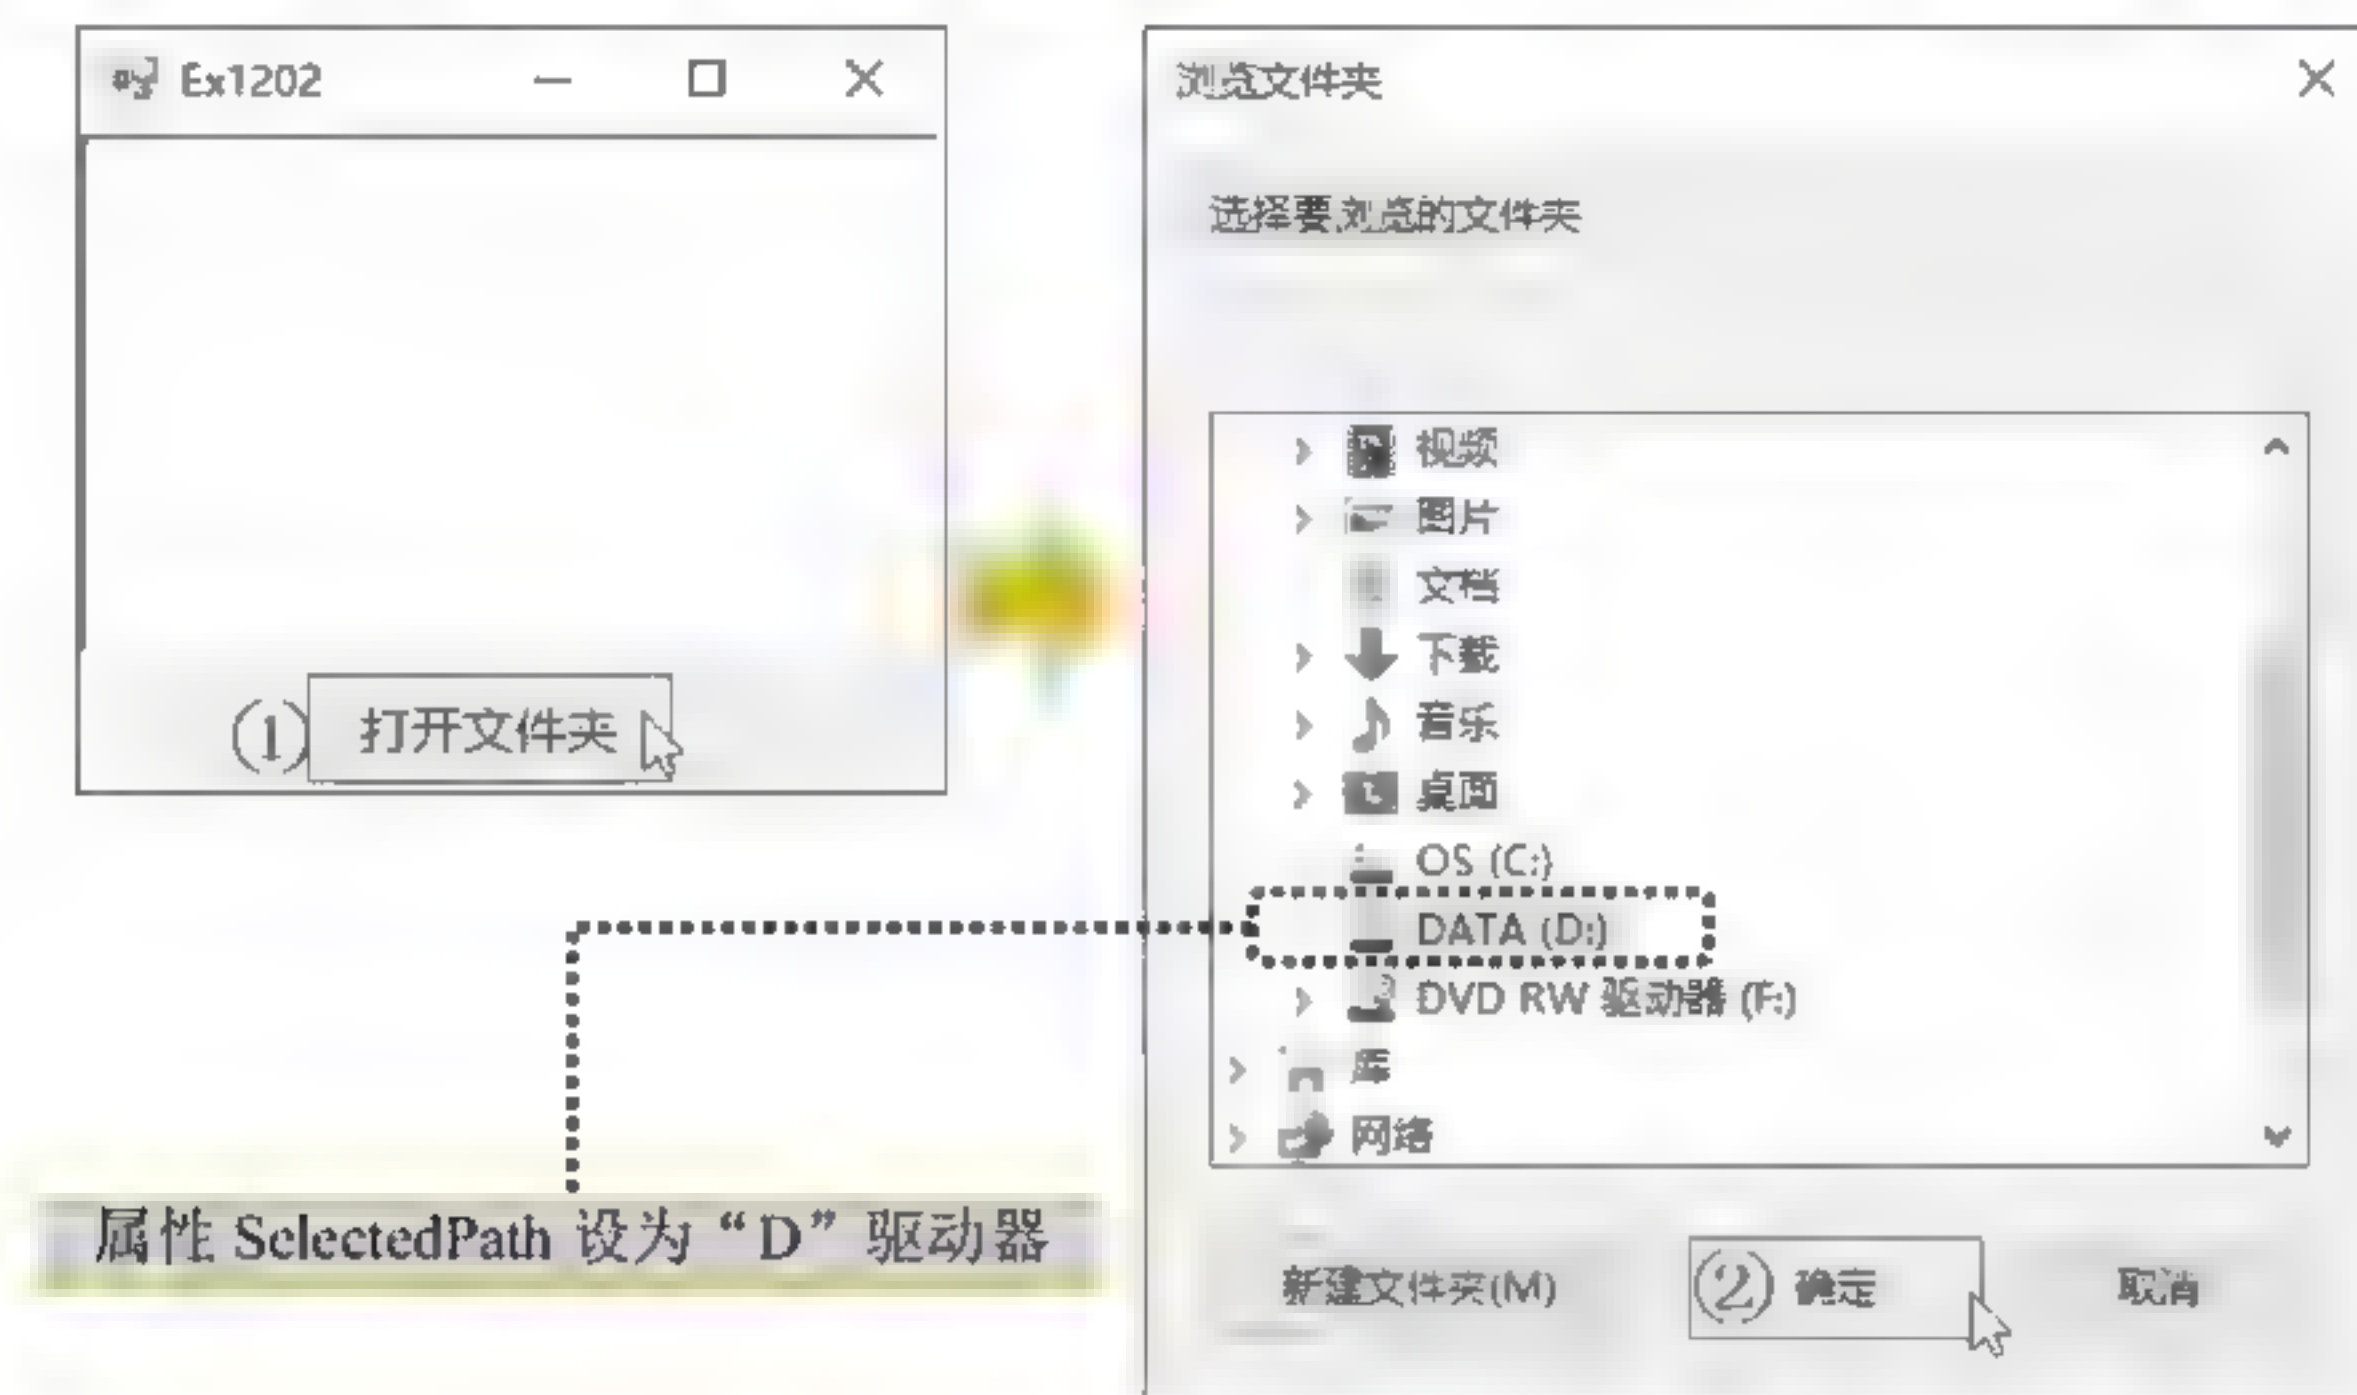 Ex1202
① 打开文件夹
属性 SelectedPath 设为“D”驱动器
浏览文件夹
选择要浏览的文件夹
视频
图片
文档
下载
音乐
桌面
OS (C:)
DATA (D:)
DVD RW 驱动器 (F:)
库
网络
新建文件夹(M)
② 确定
取消